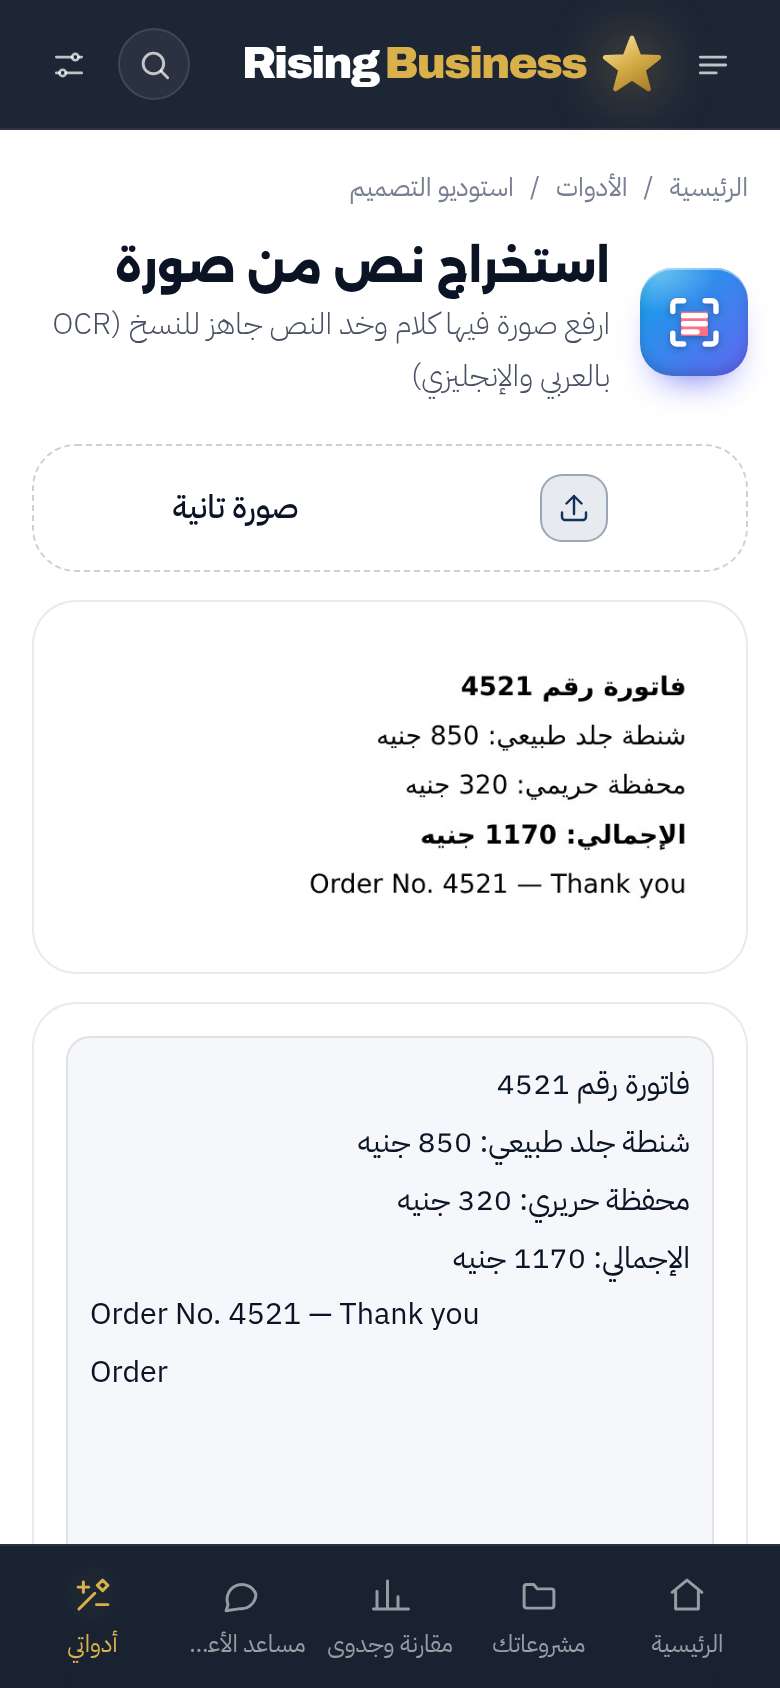 Rising Business
الرئيسية / الأدوات / استوديو التصميم
استخراج نص من صورة
ارفع صورة فيها كلام وخد النص جاهز للنسخ (OCR
بالعربي والإنجليزي)
صورة تانية
فاتورة رقم 4521
شنطة جلد طبيعي: 850 جنيه
محفظة حريمي: 320 جنيه
الإجمالي: 1170 جنيه
Order No. 4521 — Thank you
فاتورة رقم 4521
شنطة جلد طبيعي: 850 جنيه
محفظة حريري: 320 جنيه
الإجمالي: 1170 جنيه
Order No. 4521 — Thank you
Order
الرئيسية
مشروعاتك
مقارنة وجدوى
مساعد الأعـ...
أدواتي